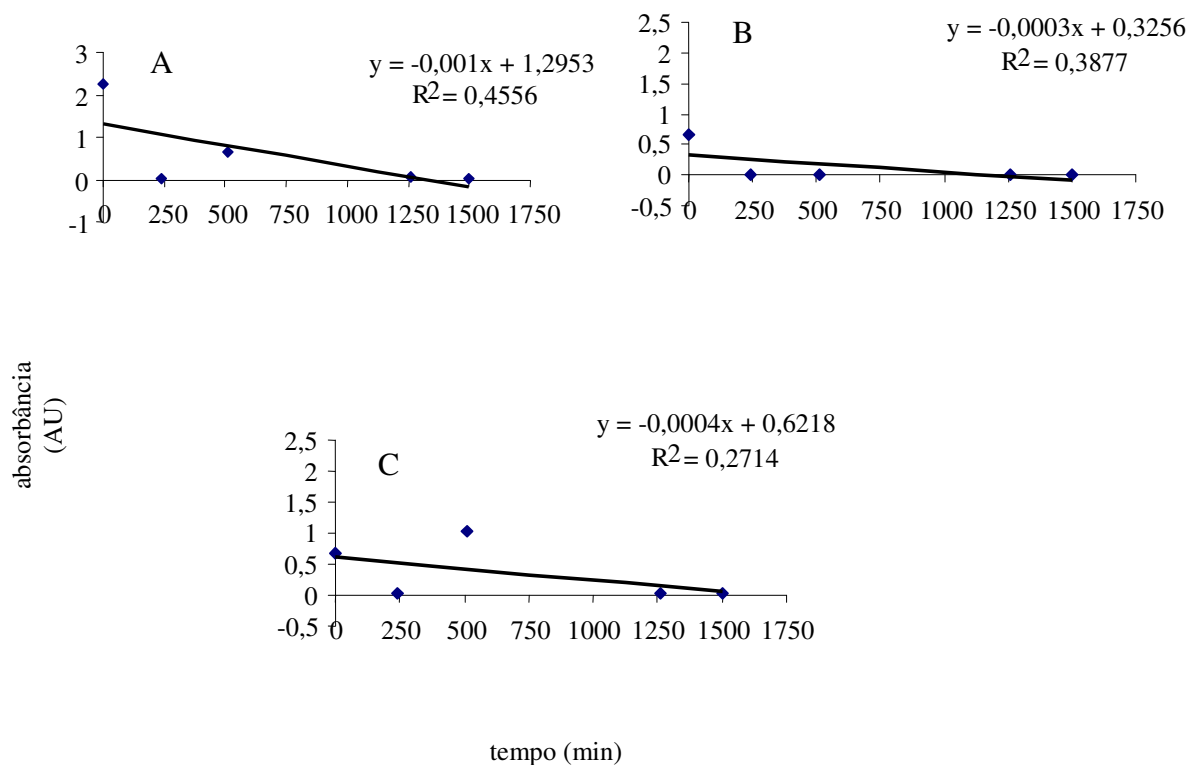 A
y = -0,001x + 1,2953
R2 = 0,4556
3
2
1
0
-1
0 250 500 750 1000 1250 1500 1750
B
y = -0,0003x + 0,3256
R2 = 0,3877
2,5
2
1,5
1
0,5
0
-0,5
0 250 500 750 1000 1250 1500 1750
absorbância
(AU)
C
y = -0,0004x + 0,6218
R2 = 0,2714
2,5
2
1,5
1
0,5
0
-0,5
0 250 500 750 1000 1250 1500 1750
tempo (min)